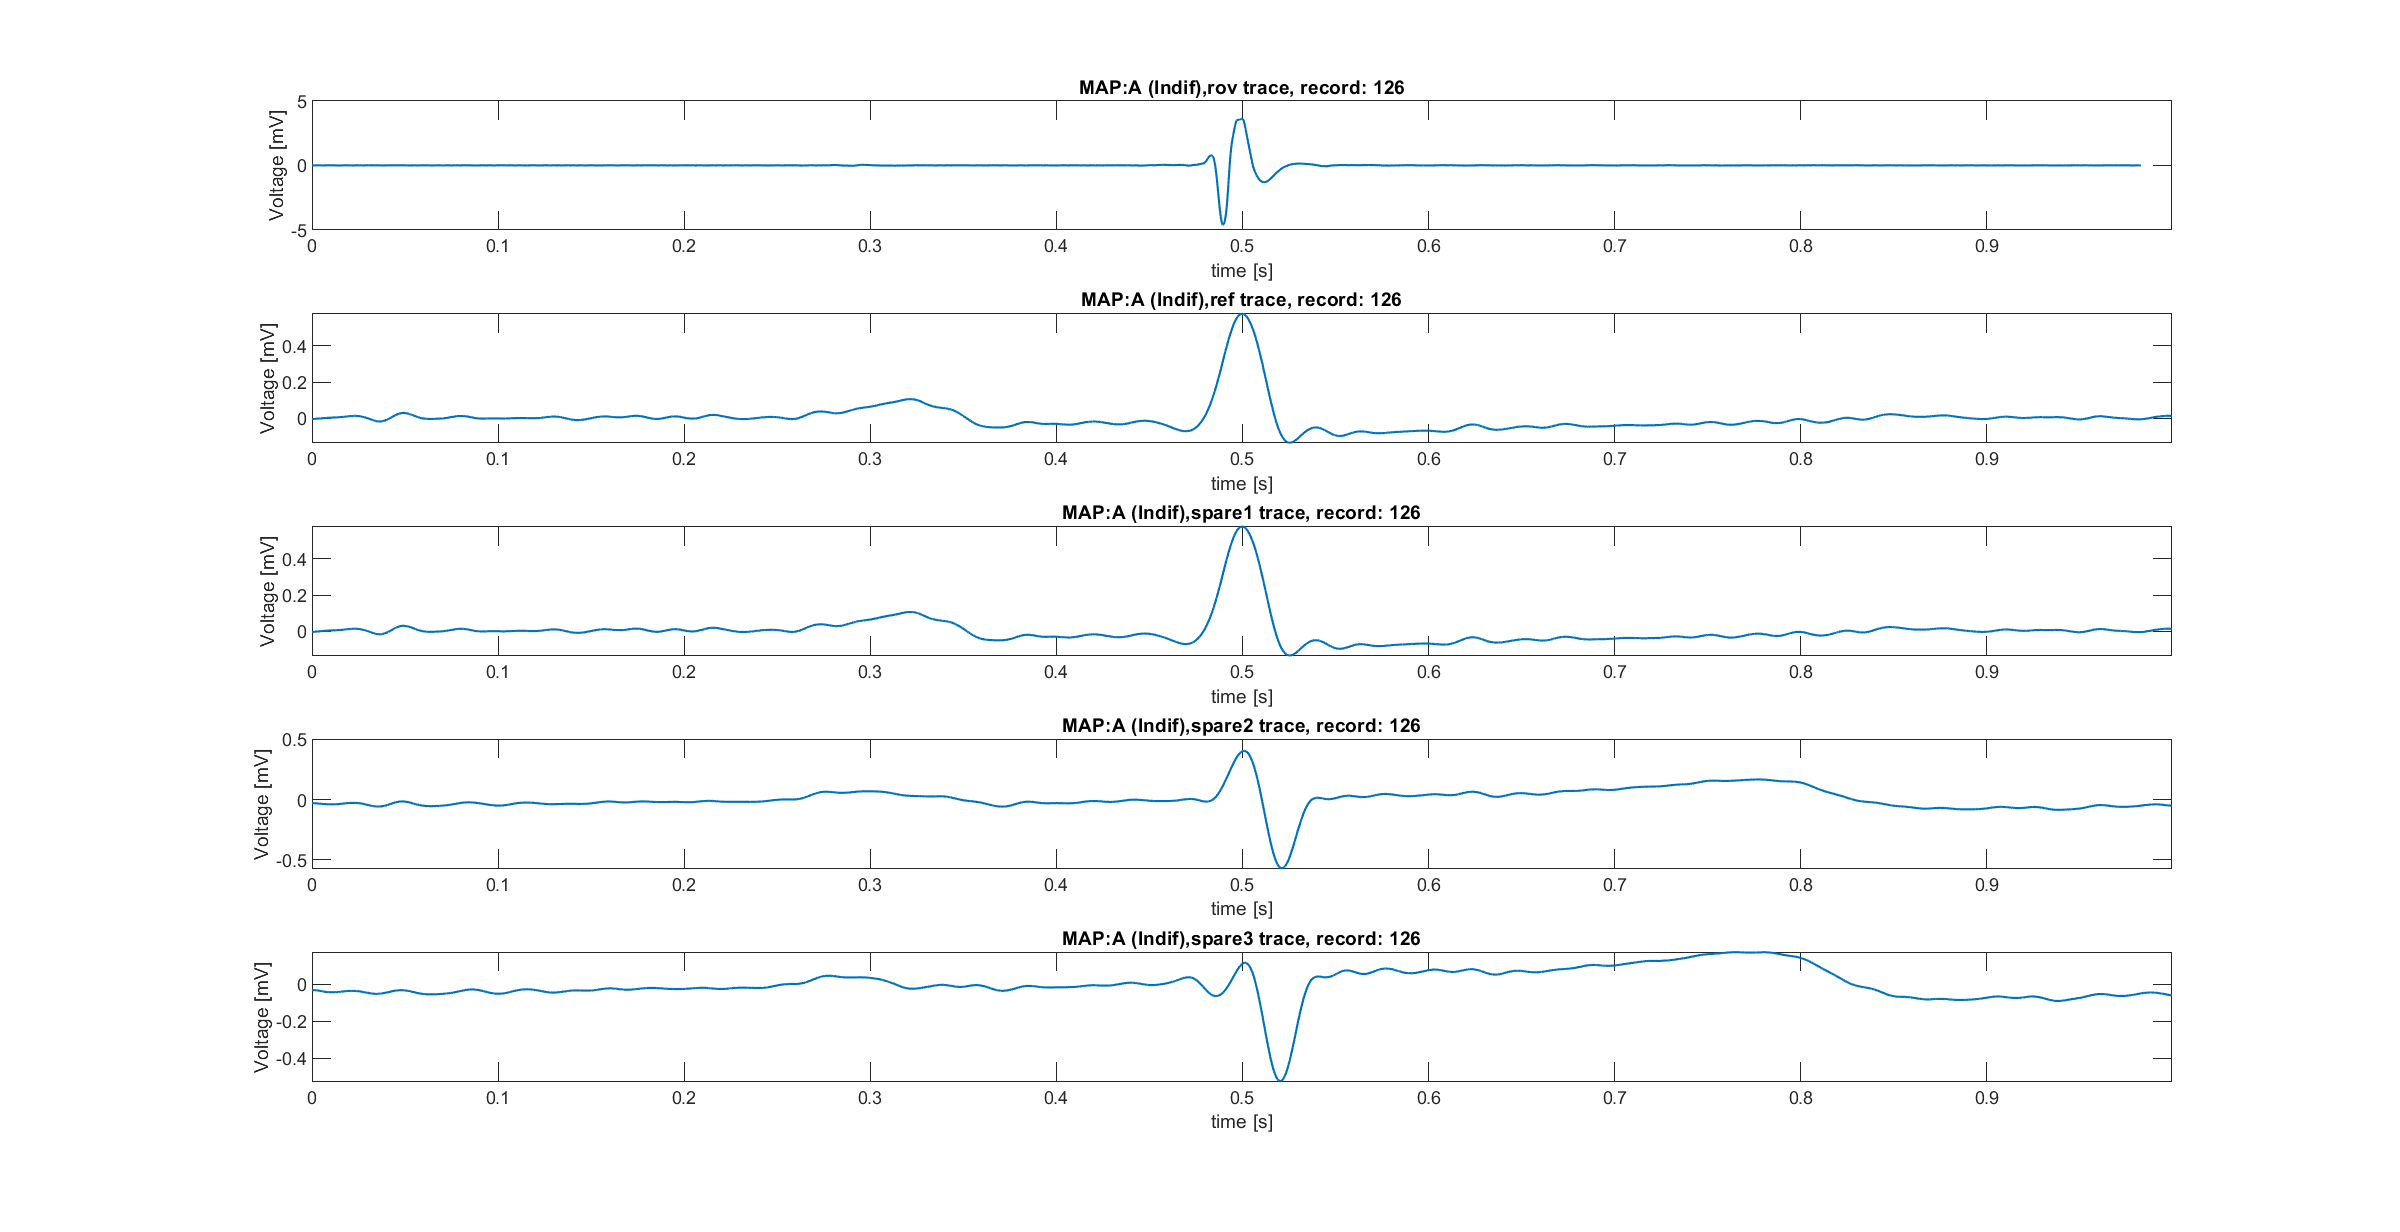 MAP:A (Indif),rov trace, record: 126
Voltage [mV]
5
0
-5
0 0.1 0.2 0.3 0.4 0.5 0.6 0.7 0.8 0.9
time [s]
MAP:A (Indif),ref trace, record: 126
Voltage [mV]
0.4
0.2
0
0 0.1 0.2 0.3 0.4 0.5 0.6 0.7 0.8 0.9
time [s]
MAP:A (Indif),spare1 trace, record: 126
Voltage [mV]
0.4
0.2
0
0 0.1 0.2 0.3 0.4 0.5 0.6 0.7 0.8 0.9
time [s]
MAP:A (Indif),spare2 trace, record: 126
Voltage [mV]
0.5
0
-0.5
0 0.1 0.2 0.3 0.4 0.5 0.6 0.7 0.8 0.9
time [s]
MAP:A (Indif),spare3 trace, record: 126
Voltage [mV]
0
-0.2
-0.4
0 0.1 0.2 0.3 0.4 0.5 0.6 0.7 0.8 0.9
time [s]